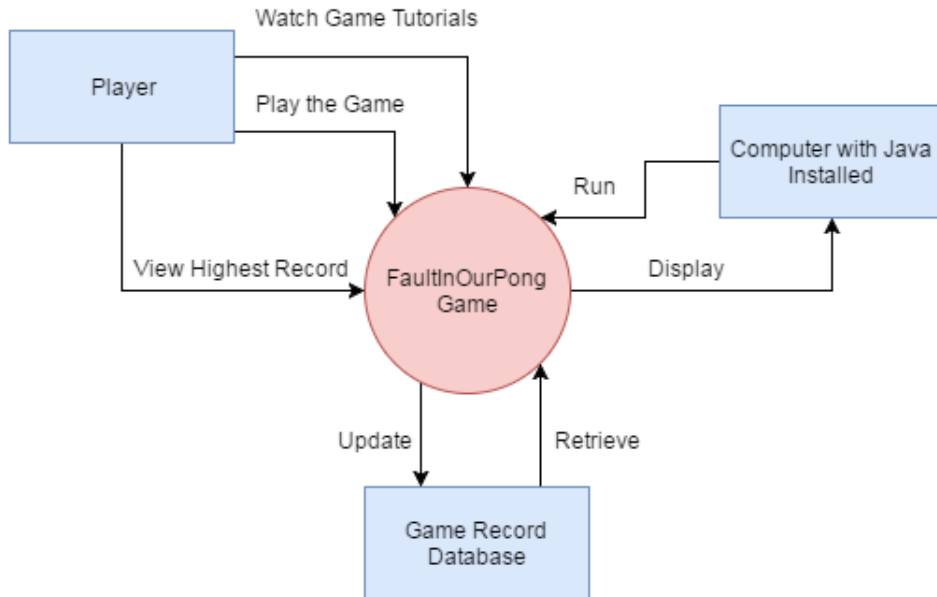 Watch Game Tutorials
Player
Play the Game
Computer with Java
Installed
Run
View Highest Record
FaultInOurPong
Game
Display
Update
Retrieve
Game Record
Database